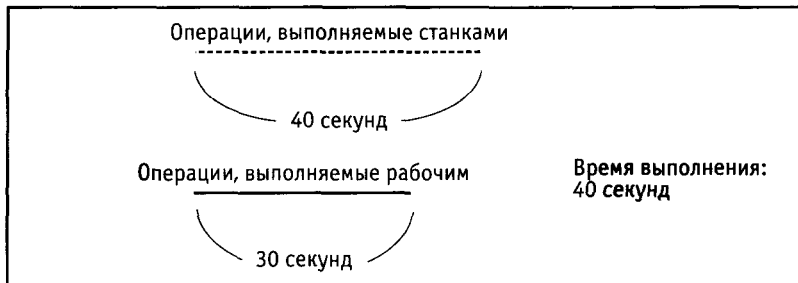 Операции, выполняемые станками
40 секунд
Операции, выполняемые рабочим
Время выполнения:
40 секунд
30 секунд